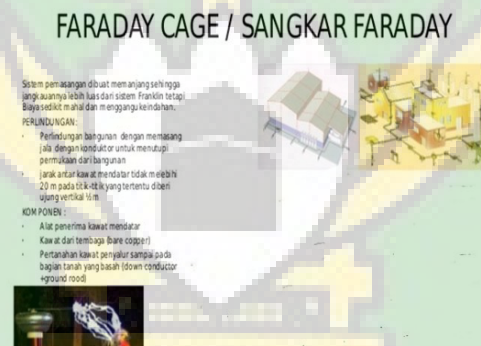 FARADAY CAGE / SANGKAR FARADAY
Sistem pemasangan dibuat memanjang sehingga
jangkauannya lebih luas dari sistem Franklin tetapi
Biaya sedikit mahal dan menggangu keindahan.
PERLINDUNGAN :
Perlindungan bangunan dengan memasang
jala dengan konduktor untuk menutupi
permukaan dari bangunan
jarak antar kawat mendatar tidak melebihi
20 m pada titik-titik yang tertentu diberi
ujung vertikal ½m
KOMPONEN :
Alat penerima kawat mendatar
Kawat dari tembaga (bare copper)
Pertanahan kawat penyalur sampai pada
bagian tanah yang basah (down conductor
+ground rood)